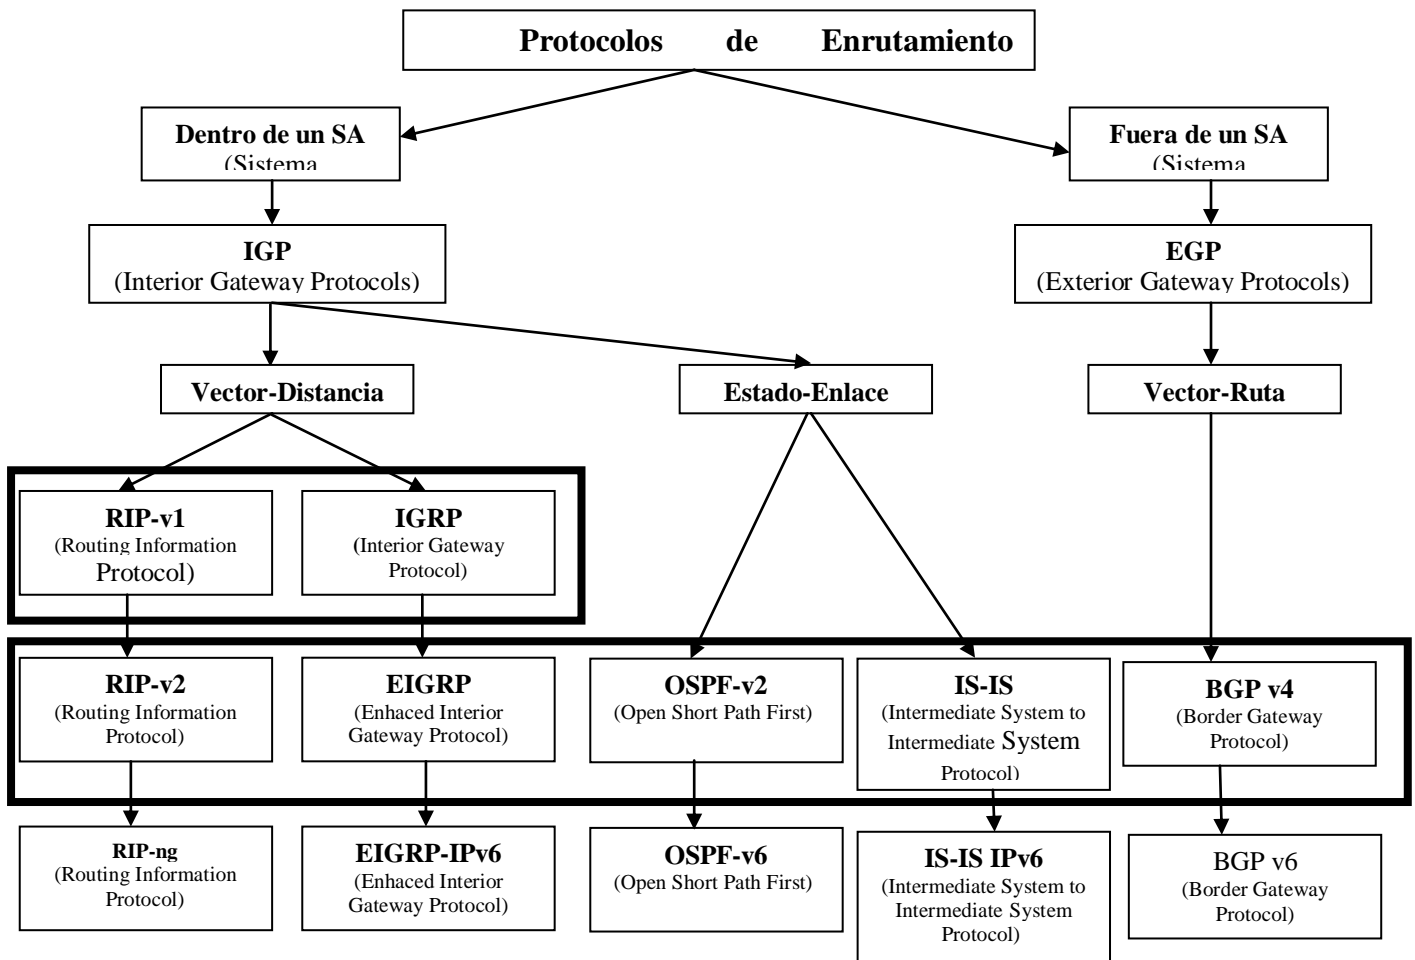 Protocolos de Enrutamiento
Dentro de un SA
(Sistema
Fuera de un SA
(Sistema
IGP
(Interior Gateway Protocols)
EGP
(Exterior Gateway Protocols)
Vector-Distancia
Estado-Enlace
Vector-Ruta
RIP-v1
(Routing Information
Protocol)
IGRP
(Interior Gateway
Protocol)
RIP-v2
(Routing Information
Protocol)
EIGRP
(Enhaced Interior
Gateway Protocol)
OSPF-v2
(Open Short Path First)
IS-IS
(Intermediate System to
Intermediate System
Protocol)
BGP v4
(Border Gateway
Protocol)
RIP-ng
(Routing Information
Protocol)
EIGRP-IPv6
(Enhaced Interior
Gateway Protocol)
OSPF-v6
(Open Short Path First)
IS-IS IPv6
(Intermediate System to
Intermediate System
Protocol)
BGP v6
(Border Gateway
Protocol)